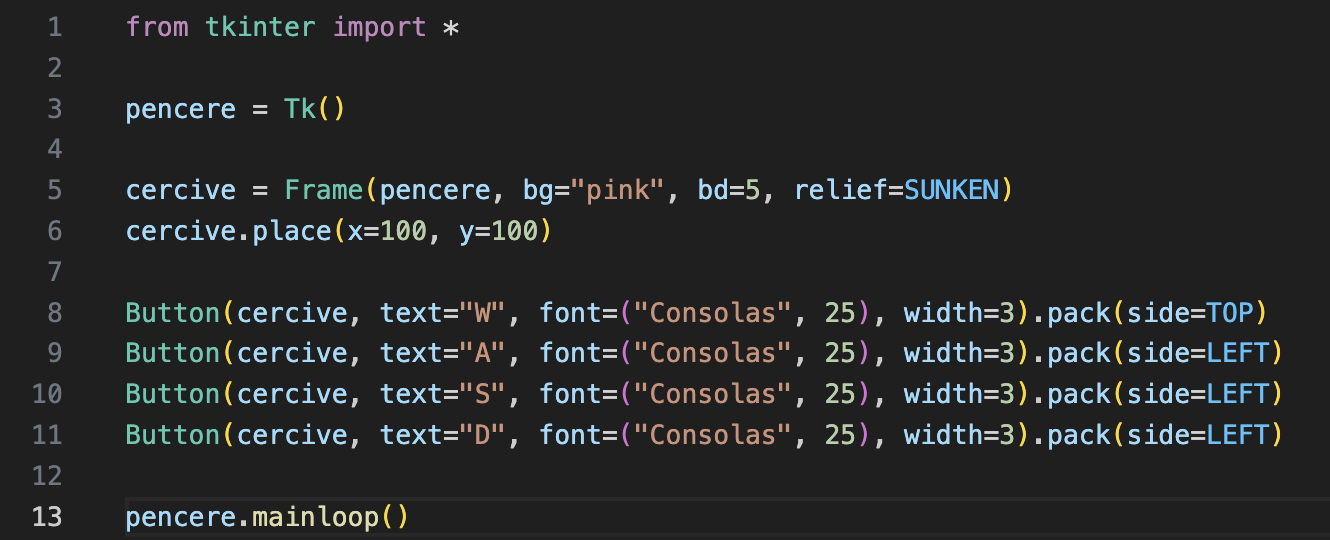 1 from tkinter import *
2
3 pencere = Tk()
4
5 cercive = Frame(pencere, bg="pink", bd=5, relief=SUNKEN)
6 cercive.place(x=100, y=100)
7
8 Button(cercive, text="W", font=("Consolas", 25), width=3).pack(side=TOP)
9 Button(cercive, text="A", font=("Consolas", 25), width=3).pack(side=LEFT)
10 Button(cercive, text="S", font=("Consolas", 25), width=3).pack(side=LEFT)
11 Button(cercive, text="D", font=("Consolas", 25), width=3).pack(side=LEFT)
12
13 pencere.mainloop()